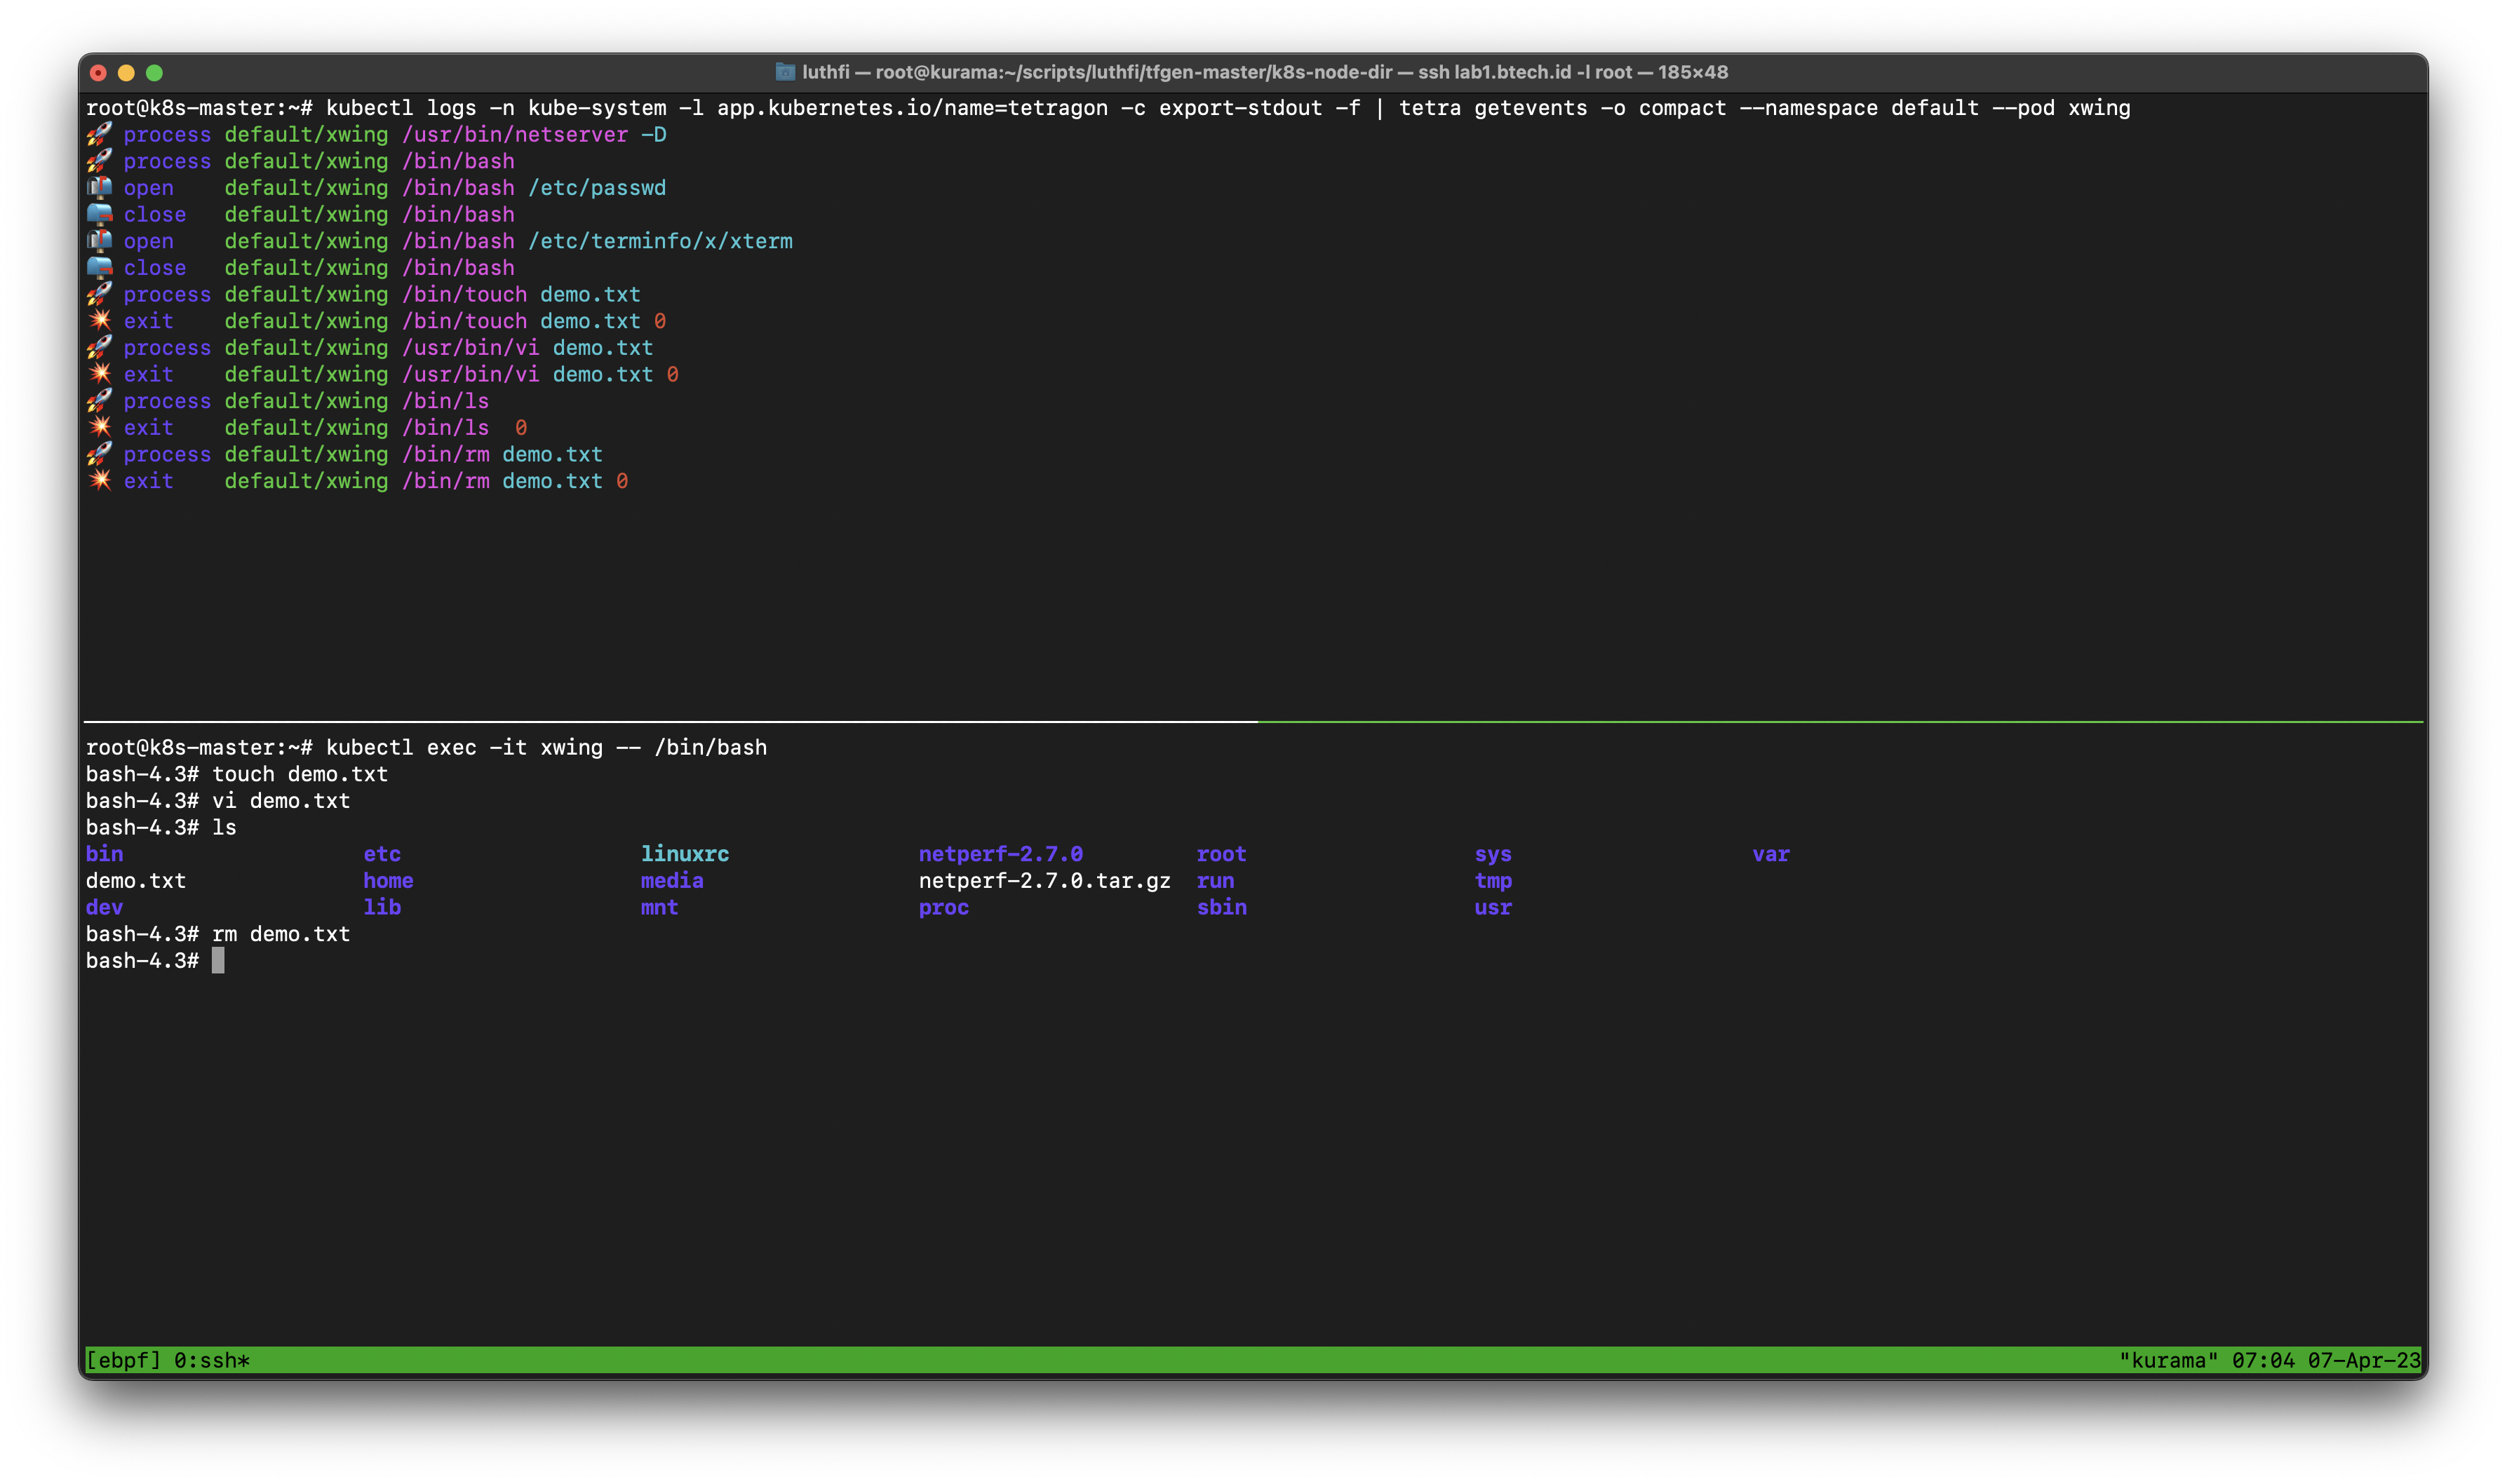 luthfi — root@kurama:~/scripts/luthfi/tfgen-master/k8s-node-dir — ssh lab1.btech.id -l root — 185×48
root@k8s-master:~# kubectl logs -n kube-system -l app.kubernetes.io/name=tetragon -c export-stdout -f | tetra getevents -o compact --namespace default --pod xwing
🚀 process default/xwing /usr/bin/netserver -D
🚀 process default/xwing /bin/bash
📬 open    default/xwing /bin/bash /etc/passwd
📪 close   default/xwing /bin/bash
📬 open    default/xwing /bin/bash /etc/terminfo/x/xterm
📪 close   default/xwing /bin/bash
🚀 process default/xwing /bin/touch demo.txt
💥 exit    default/xwing /bin/touch demo.txt 0
🚀 process default/xwing /usr/bin/vi demo.txt
💥 exit    default/xwing /usr/bin/vi demo.txt 0
🚀 process default/xwing /bin/ls
💥 exit    default/xwing /bin/ls  0
🚀 process default/xwing /bin/rm demo.txt
💥 exit    default/xwing /bin/rm demo.txt 0
root@k8s-master:~# kubectl exec -it xwing -- /bin/bash
bash-4.3# touch demo.txt
bash-4.3# vi demo.txt
bash-4.3# ls
bin                   etc                   linuxrc               netperf-2.7.0         root                  sys                   var
demo.txt              home                  media                 netperf-2.7.0.tar.gz  run                   tmp
dev                   lib                   mnt                   proc                  sbin                  usr
bash-4.3# rm demo.txt
bash-4.3#
[ebpf] 0:ssh* "kurama" 07:04 07-Apr-23